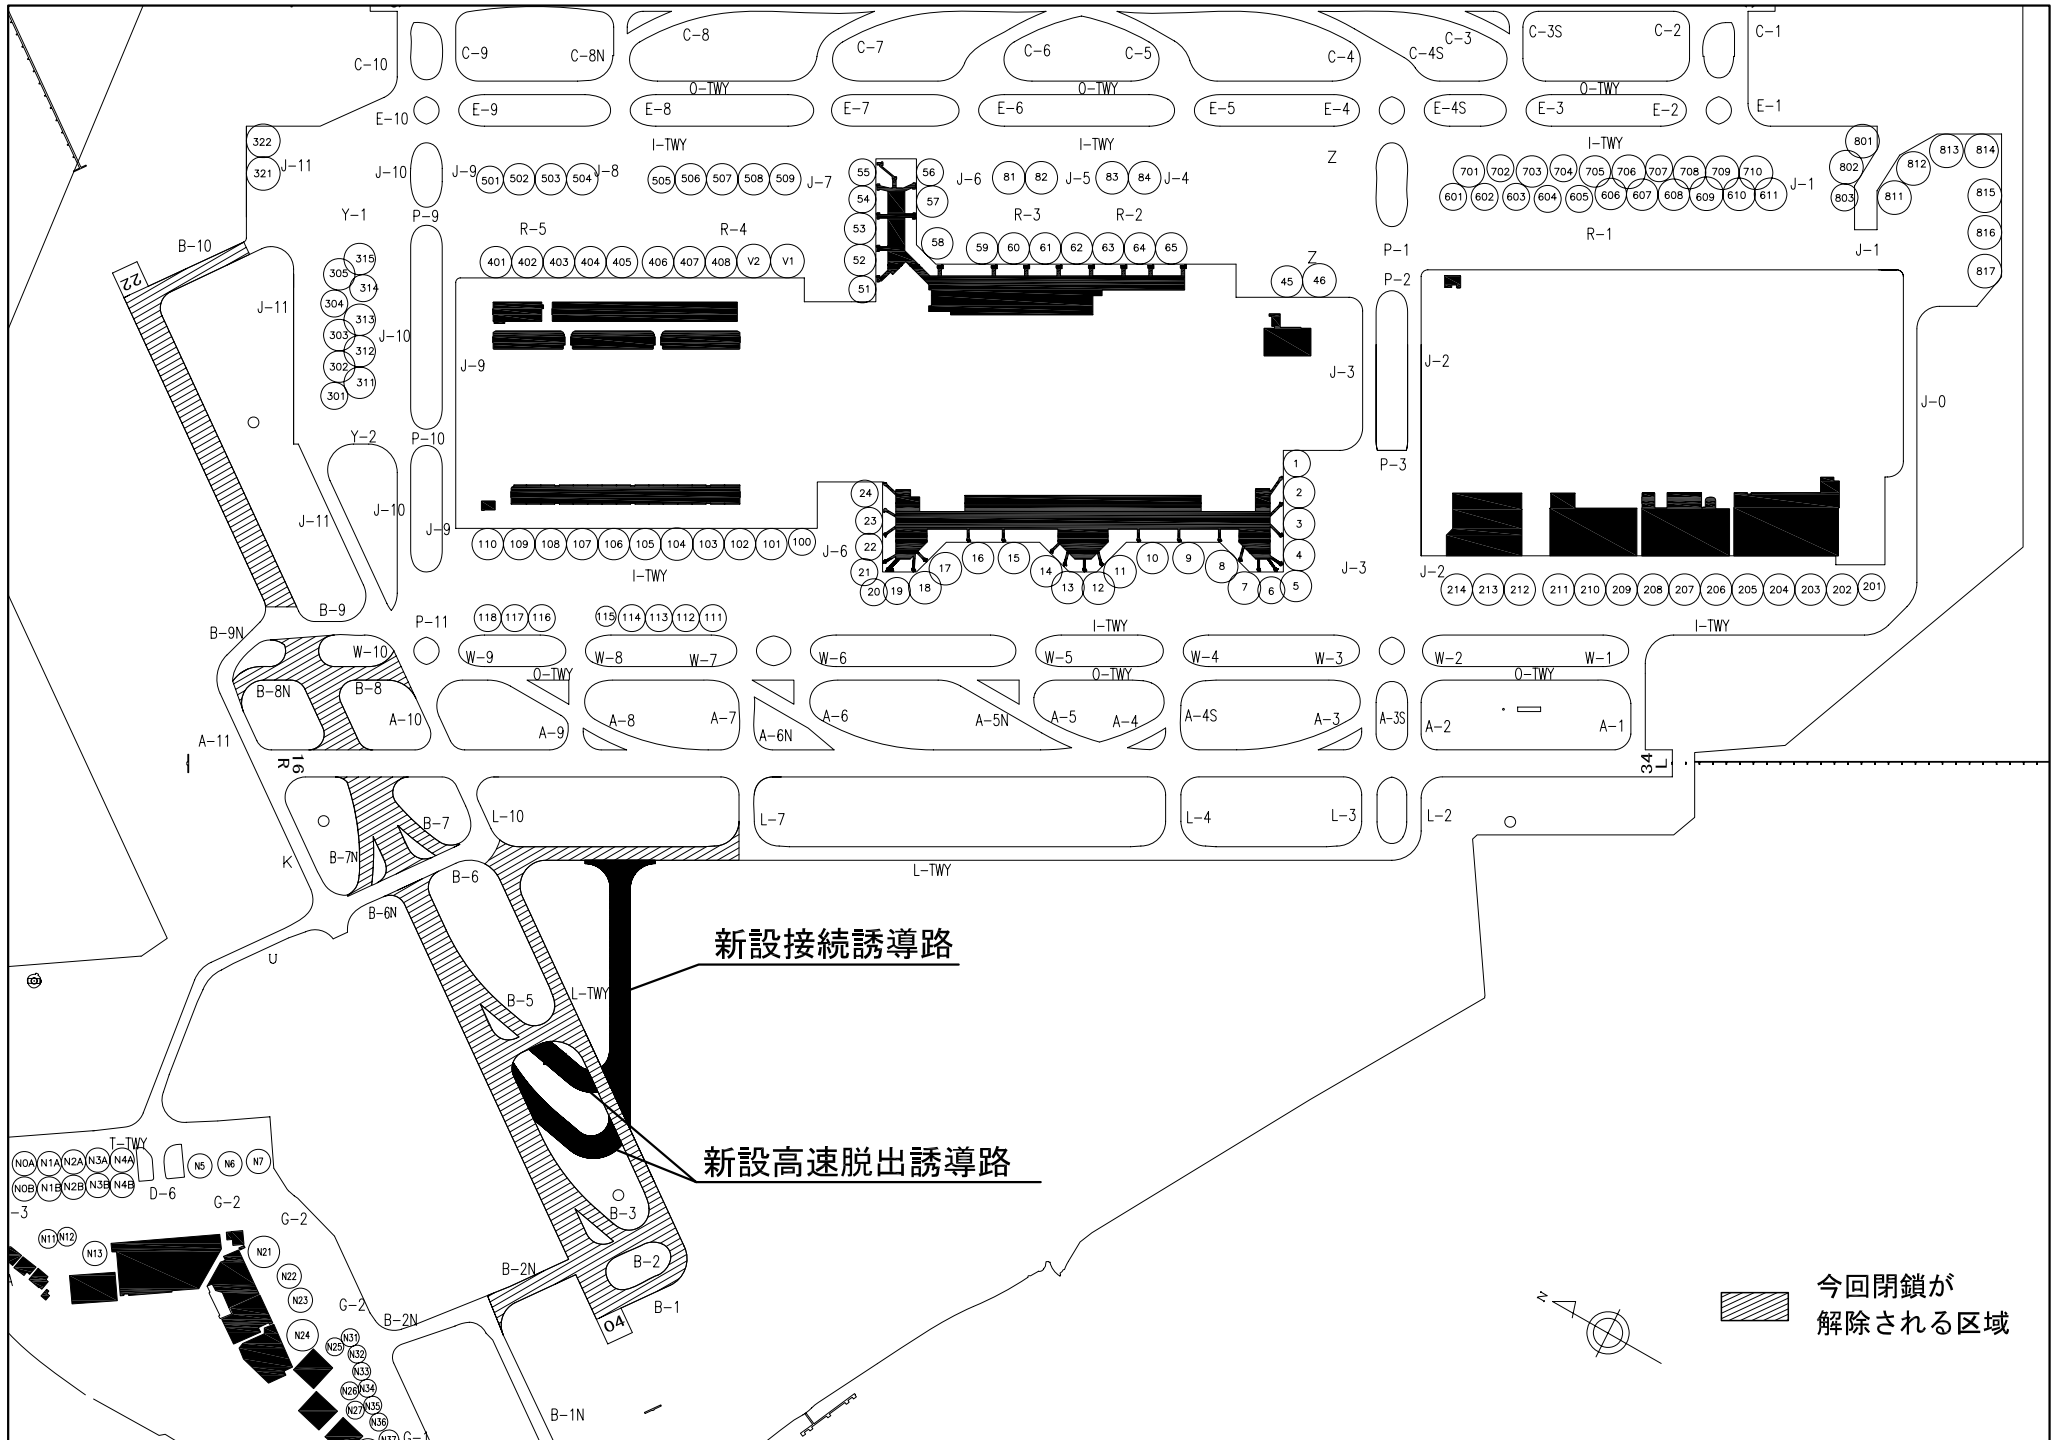 C-10
C-9
C-8N
C-8
C-7
C-6
C-5
C-4
C-4S
C-3
C-3S
C-2
C-1
O-TWY
O-TWY
O-TWY
E-10
E-9
E-8
E-7
E-6
E-5
E-4
E-4S
E-3
E-2
E-1
I-TWY
I-TWY
I-TWY
322
321
J-11
J-10
J-9
501
502
503
504
J-8
505
506
507
508
509
J-7
55
54
53
52
51
56
57
58
J-6
81
82
J-5
83
84
J-4
Z
701
702
703
704
705
706
707
708
709
710
J-1
601
602
603
604
605
606
607
608
609
610
611
801
802
803
811
812
813
814
815
816
817
J-1
Y-1
P-9
R-5
R-4
R-3
R-2
R-1
P-1
B-10
22
315
305
314
304
313
303
312
302
311
301
401
402
403
404
405
406
407
408
V2
V1
59
60
61
62
63
64
65
Z
45
46
P-2
J-11
J-10
J-9
J-3
J-2
J-0
Y-2
P-10
P-3
J-11
J-10
J-9
24
23
22
21
20
19
18
17
16
15
14
13
12
11
10
9
8
7
6
5
4
3
2
1
110
109
108
107
106
105
104
103
102
101
100
J-6
J-3
J-2
I-TWY
214
213
212
211
210
209
208
207
206
205
204
203
202
201
B-9
B-9N
P-11
118
117
116
115
114
113
112
111
I-TWY
I-TWY
W-10
W-9
W-8
W-7
W-6
W-5
W-4
W-3
W-2
W-1
O-TWY
O-TWY
O-TWY
B-8N
B-8
A-11
A-10
A-9
A-8
A-7
A-6N
A-6
A-5N
A-5
A-4
A-4S
A-3
A-3S
A-2
A-1
16
R
34
L
B-7N
B-7
L-10
L-7
L-4
L-3
L-2
K
L-TWY
B-6
B-6N
U
新設接続誘導路
B-5
L-TWY
新設高速脱出誘導路
T-TWY
N0A
N1A
N2A
N3A
N4A
N0B
N1B
N2B
N3B
N4B
N5
N6
N7
D-6
G-2
-3
G-2
N11
N12
N13
N21
N22
N23
N24
G-2
B-2N
N25
N31
N32
N33
N26
N34
N27
N35
N36
N37
G-1
B-3
B-2
B-2N
B-1
04
B-1N
N
今回閉鎖が
解除される区域